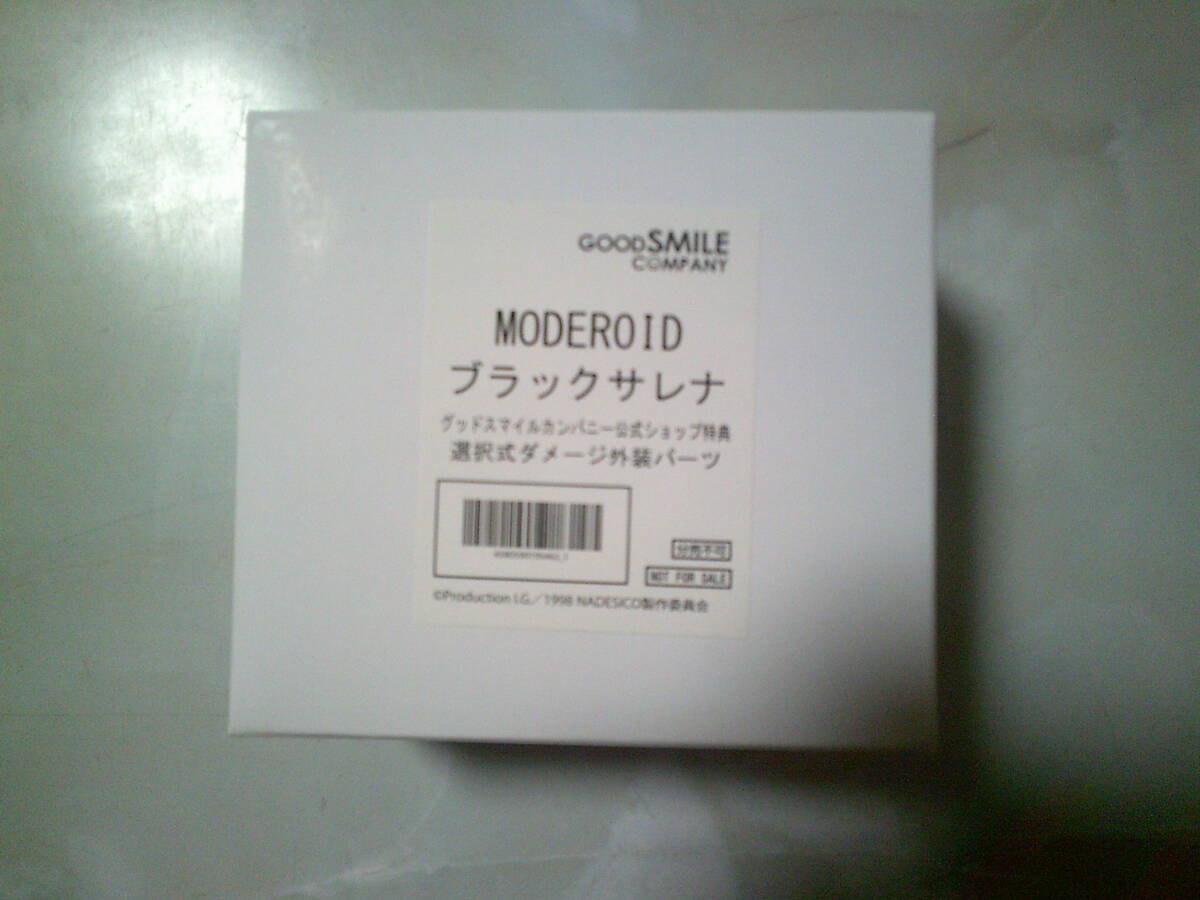 GOODSMILE
COMPANY
MODEROID
ブラックサレナ
グッドスマイルカンパニー公式ショップ特典
選択式ダメージ外装パーツ
分売不可
NOT FOR SALE
©Production I.G／1998 NADESICO製作委員会